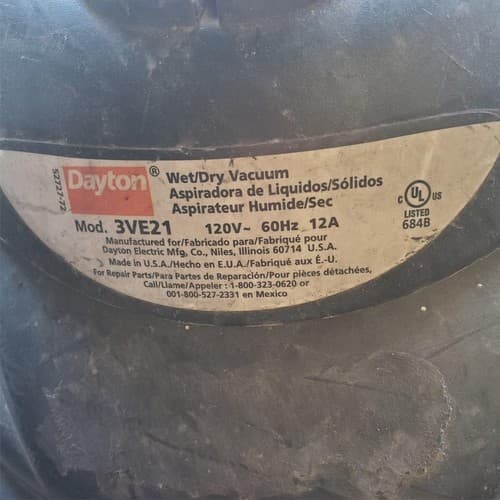 52727-72
Dayton®
Wet/Dry Vacuum
Aspiradora de Liquidos/Sólidos
Aspirateur Humide/Sec
Mod. 3VE21 120V~ 60Hz 12A
Manufactured for/Fabricado para/Fabriqué pour
Dayton Electric Mfg, Co., Niles, Illinois 60714 U.S.A.
Made in U.S.A./Hecho en E.U.A./Fabriqué aux É.-U.
For Repair Parts/Para Partes de Reparación/Pour pièces détachées,
Call/Llame/Appeler : 1-800-323-0620 or
001-800-527-2331 en Mexico
C UL US
LISTED
684B